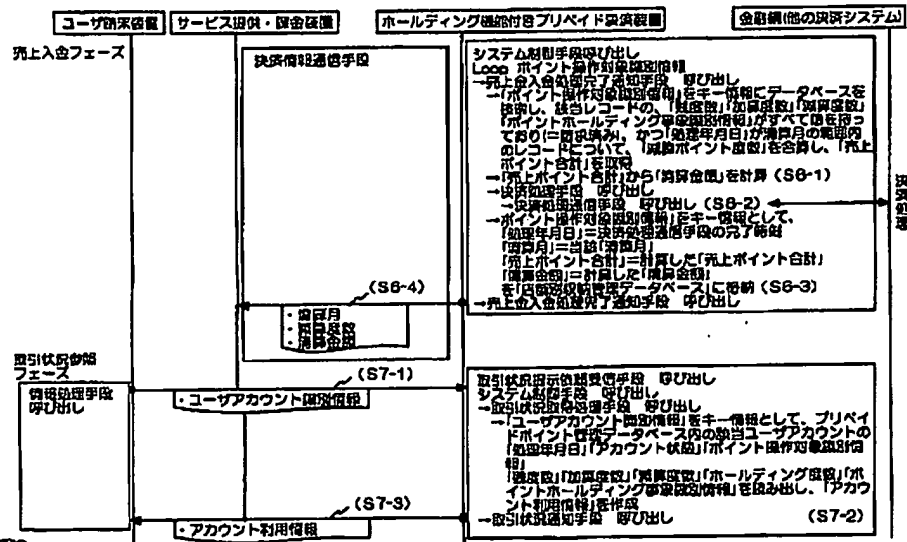 ユーザ端末装置
サービス提供・課金装置
ホールディング機能付きプリペイド決済装置
金融網(他の決済システム)
売上入金フェーズ
決済情報通信手段
システム制御手段呼び出し
Loop ポイント操作対象識別情報
→売上金入金処理完了通知手段 呼び出し
→「ポイント操作対象識別情報」をキー情報にデータベースを
検索し、該当レコードの、「残度数」「加算度数」「減算度数」
「ポイントホールディング事象識別情報」がすべて値を持っ
ており(=決済済み)、かつ「処理年月日」が清算月の範囲内
のレコードについて、「減算ポイント度数」を合算し、「売上
ポイント合計」を取得
→「売上ポイント合計」から「清算金額」を計算 (S6-1)
→決済処理手段 呼び出し
→決済処理通信手段 呼び出し (S6-2)
→ポイント操作対象識別情報」をキー情報として、
「処理年月日」=決済処理通信手段の完了時刻
「清算月」=当該「清算月」
「売上ポイント合計」=計算した「売上ポイント合計」
「清算金額」=計算した「清算金額」
を「店舗別収納管理データベース」に格納 (S6-3)
→売上金入金処理完了通知手段 呼び出し
決済処理
(S6-4)
・清算月
・清算度数
・清算金額
取引状況参照
フェーズ
情報処理手段
呼び出し
(S7-1)
・ユーザアカウント識別情報
取引状況提示依頼受信手段 呼び出し
システム制御手段 呼び出し
→取引状況取得処理手段 呼び出し
→「ユーザアカウント識別情報」をキー情報として、プリペイ
ドポイント管理データベース内の該当ユーザアカウントの
「処理年月日」「アカウント状態」「ポイント操作対象識別情
報」
「残度数」「加算度数」「減算度数」「ホールディング度数」「ポ
イントホールディング事象識別情報」を読み出し、「アカウ
ント利用情報」を作成
→取引状況通知手段 呼び出し (S7-2)
(S7-3)
・アカウント利用情報